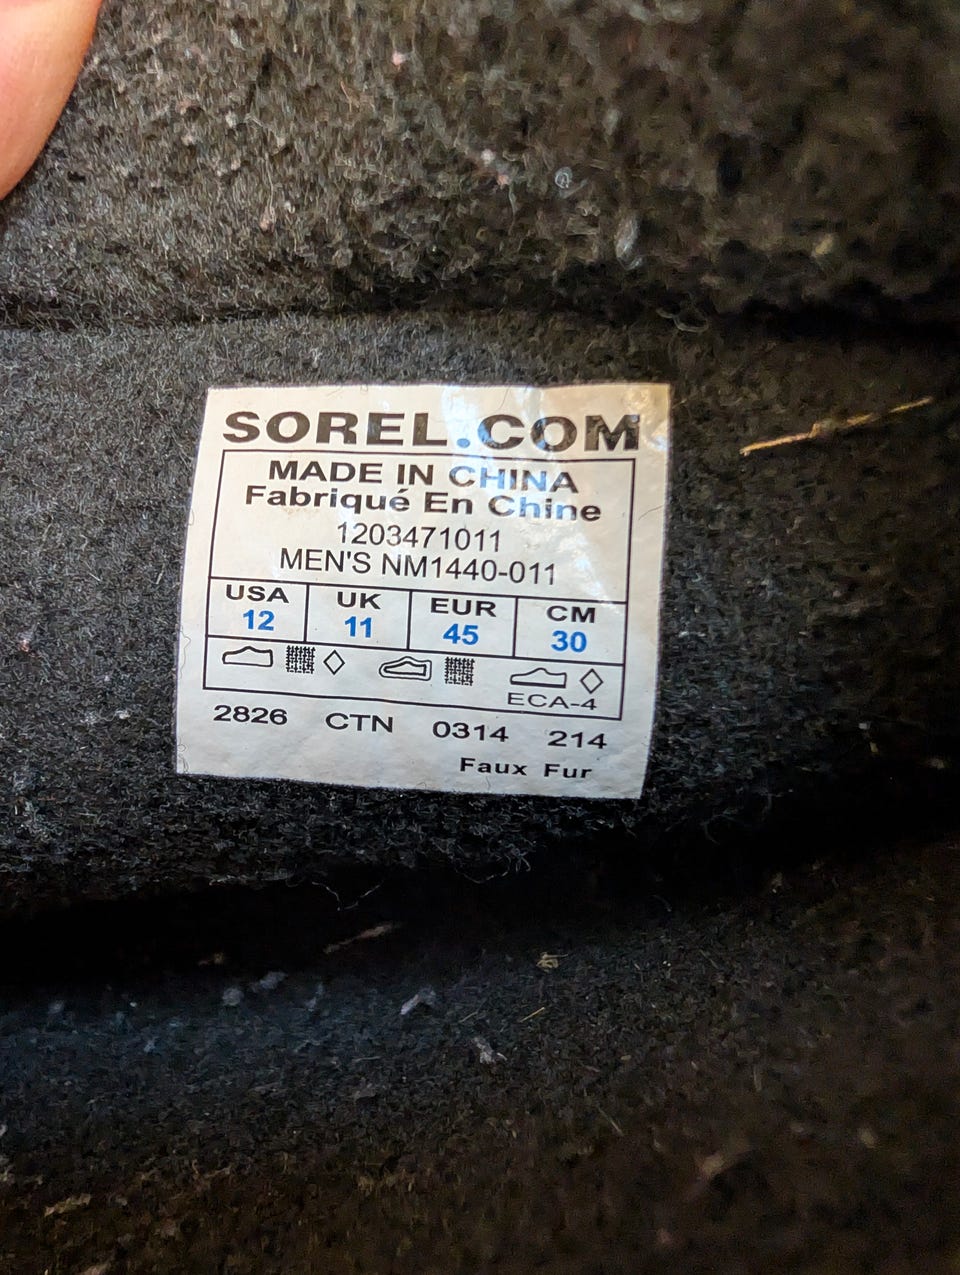 SOREL.COM
MADE IN CHINA
Fabriqué En Chine
1203471011
MEN'S NM1440-011
USA UK EUR CM
12 11 45 30
ECA-4
2826 CTN 0314 214
Faux Fur